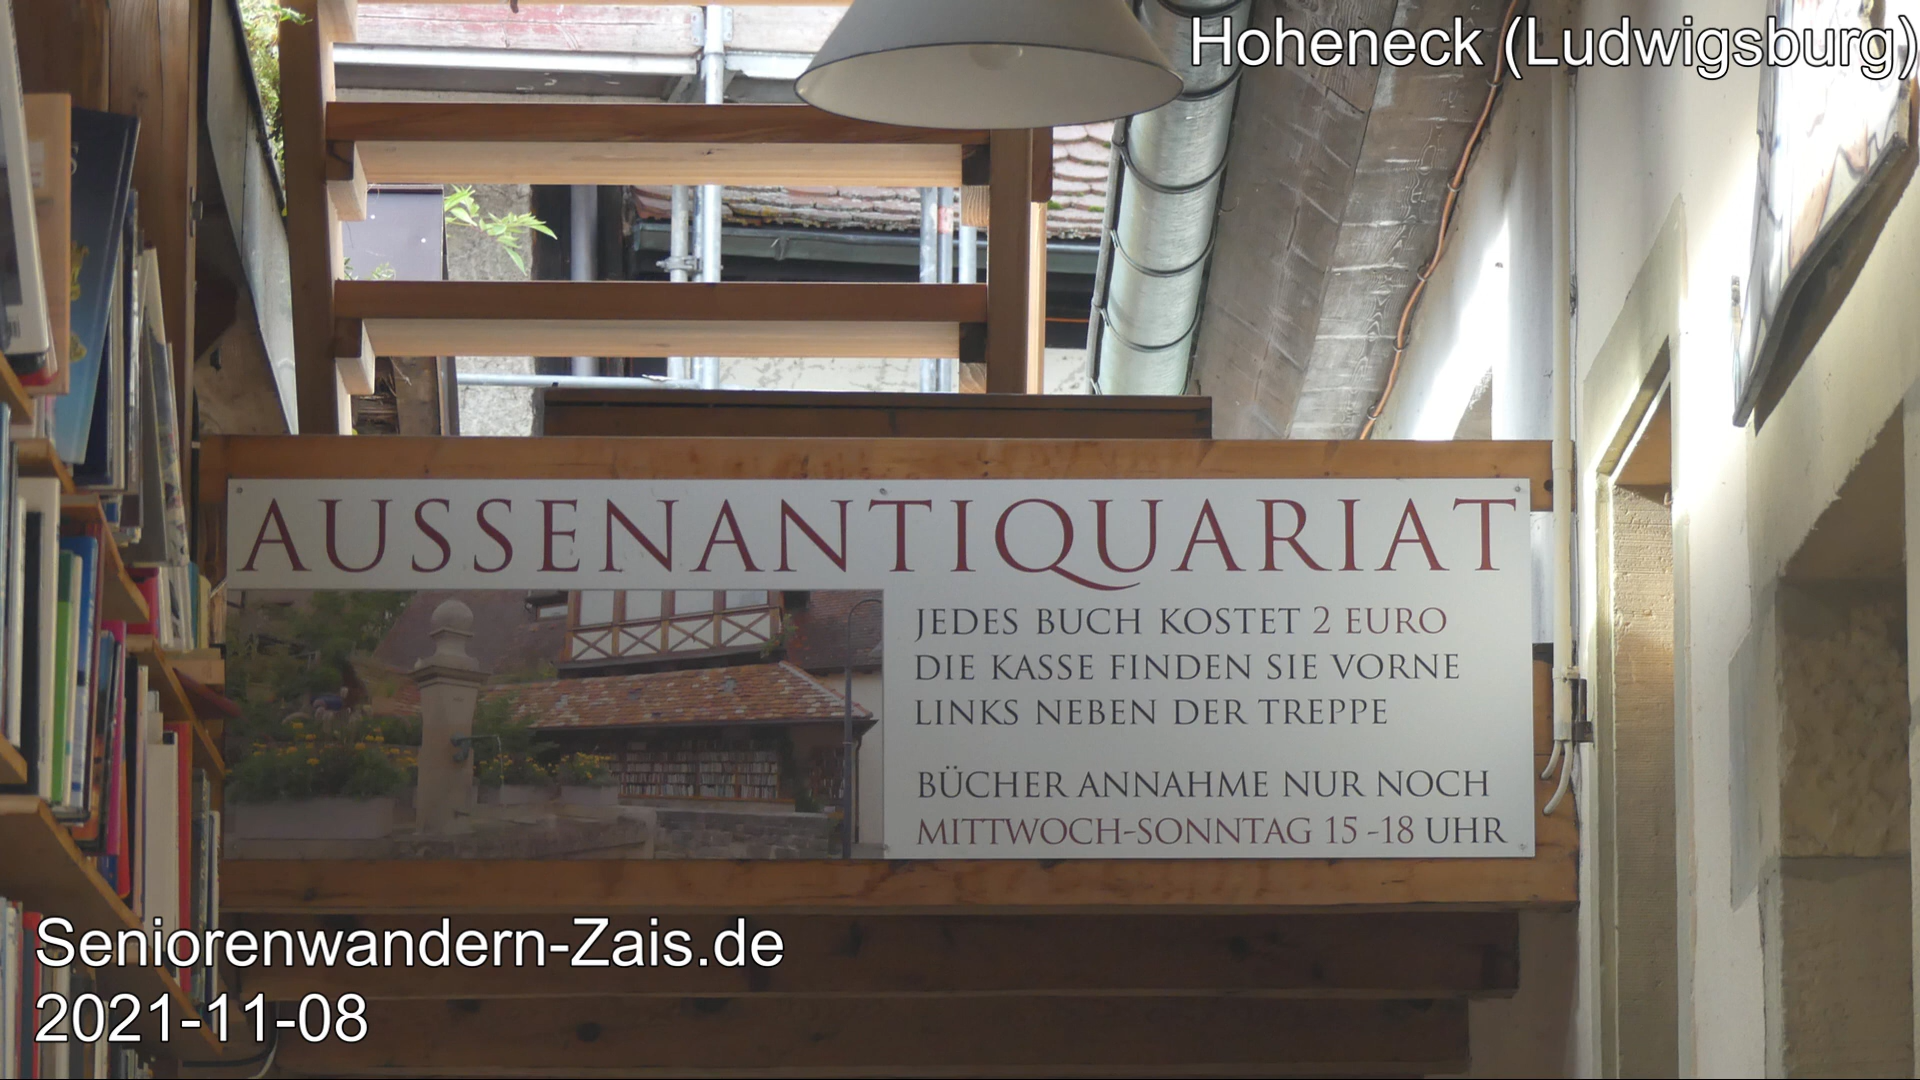 Hoheneck (Ludwigsburg)
AUSSENANTIQUARIAT
JEDES BUCH KOSTET 2 EURO
DIE KASSE FINDEN SIE VORNE
LINKS NEBEN DER TREPPE
BÜCHER ANNAHME NUR NOCH
MITTWOCH-SONNTAG 15 -18 UHR
Seniorenwandern-Zais.de
2021-11-08